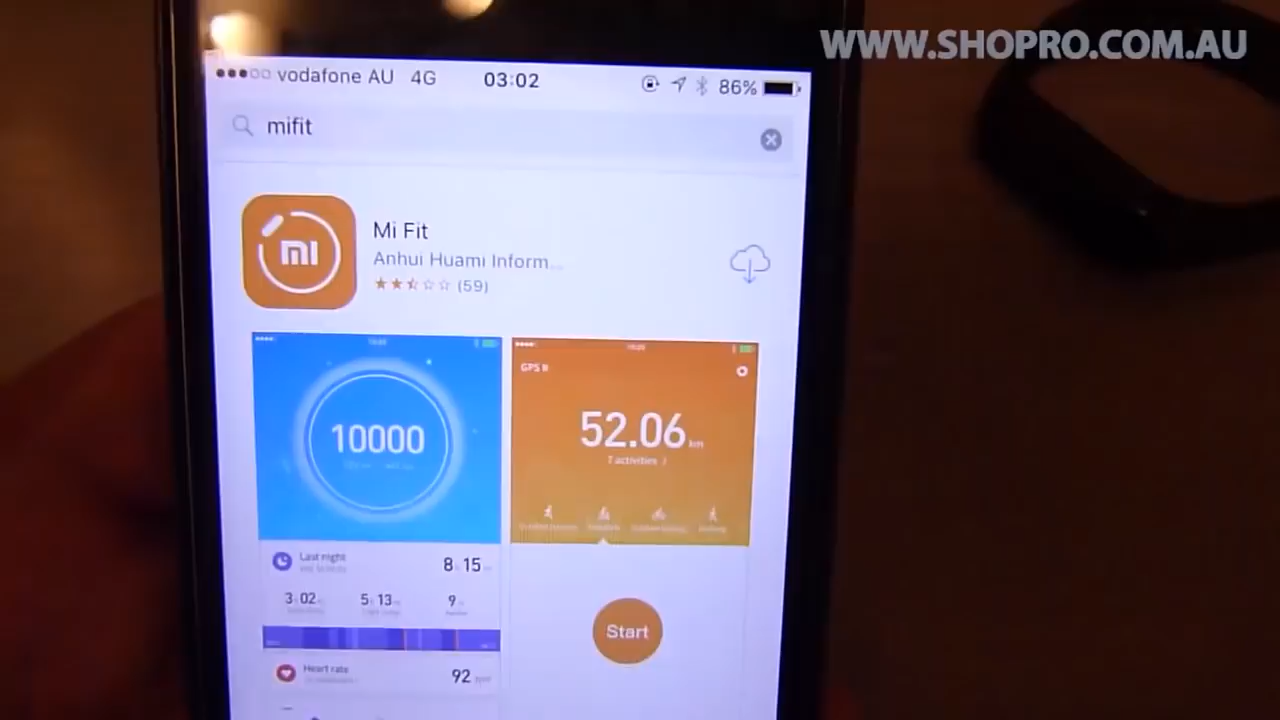 WWW.SHOPRO.COM.AU
vodafone AU 4G 03:02 86%
mifit
mi
Mi Fit
Anhui Huami Inform...
(59)
GPS
10000
52.06 km
7 activities
Last night
8 15
3 02
5 13
9
Start
Heart rate
92